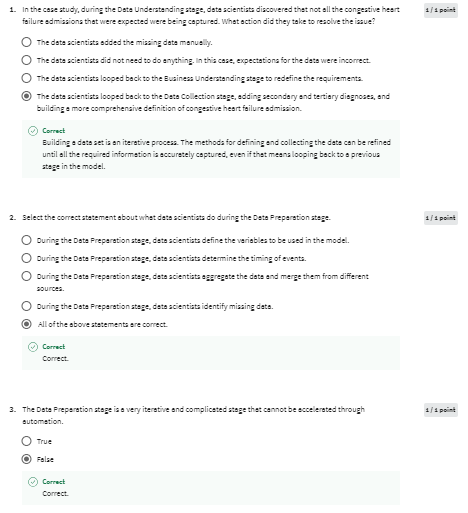 1. In the case study, during the Data Understanding stage, data scientists discovered that not all the congestive heart
failure admissions that were expected were being captured. What action did they take to resolve the issue?
1 / 1 point
The data scientists added the missing data manually.
The data scientists did not need to do anything. In this case, expectations for the data were incorrect.
The data scientists looped back to the Business Understanding stage to redefine the requirements.
The data scientists looped back to the Data Collection stage, adding secondary and tertiary diagnoses, and
building a more comprehensive definition of congestive heart failure admission.
Correct
Building a data set is an iterative process. The methods for defining and collecting the data can be refined
until all the required information is accurately captured, even if that means looping back to a previous
stage in the model.
2. Select the correct statement about what data scientists do during the Data Preparation stage.
1 / 1 point
During the Data Preparation stage, data scientists define the variables to be used in the model.
During the Data Preparation stage, data scientists determine the timing of events.
During the Data Preparation stage, data scientists aggregate the data and merge them from different
sources.
During the Data Preparation stage, data scientists identify missing data.
All of the above statements are correct.
Correct
Correct.
3. The Data Preparation stage is a very iterative and complicated stage that cannot be accelerated through
automation.
1 / 1 point
True
False
Correct
Correct.